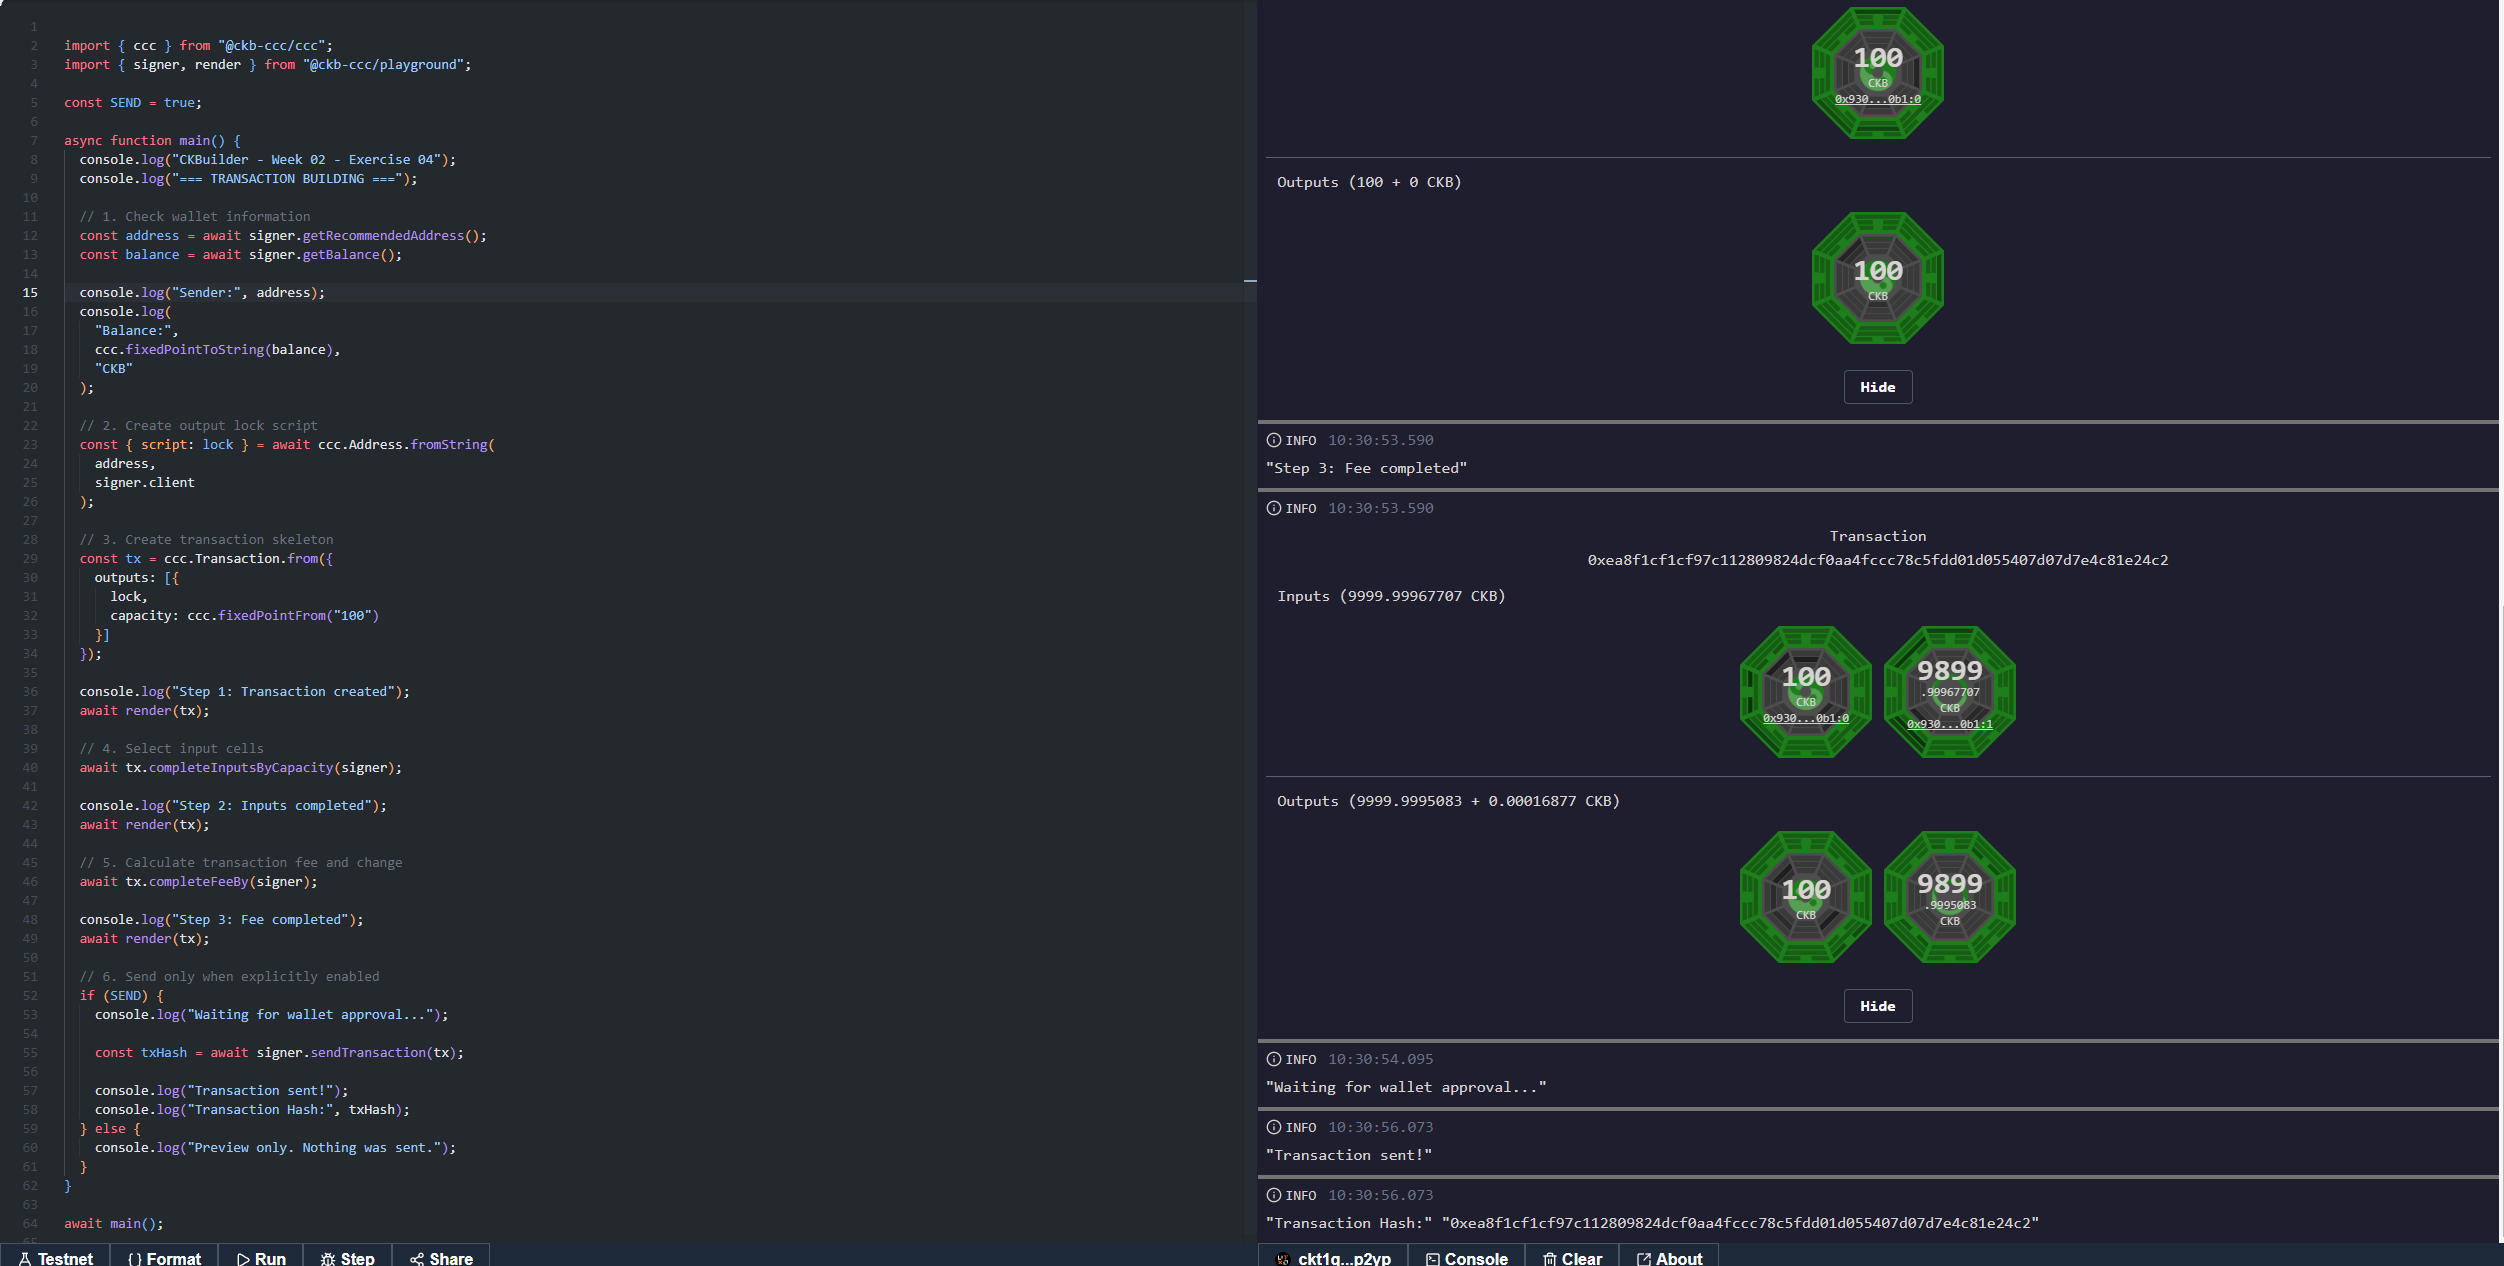 1
2 import { ccc } from "@ckb-ccc/ccc";
3 import { signer, render } from "@ckb-ccc/playground";
4
5 const SEND = true;
6
7 async function main() {
8 console.log("CKBuilder - Week 02 - Exercise 04");
9 console.log("=== TRANSACTION BUILDING ===");
10
11 // 1. Check wallet information
12 const address = await signer.getRecommendedAddress();
13 const balance = await signer.getBalance();
14
15 console.log("Sender:", address);
16 console.log(
17 "Balance:",
18 ccc.fixedPointToString(balance),
19 "CKB"
20 );
21
22 // 2. Create output lock script
23 const { script: lock } = await ccc.Address.fromString(
24 address,
25 signer.client
26 );
27
28 // 3. Create transaction skeleton
29 const tx = ccc.Transaction.from({
30 outputs: [{
31 lock,
32 capacity: ccc.fixedPointFrom("100")
33 }]
34 });
35
36 console.log("Step 1: Transaction created");
37 await render(tx);
38
39 // 4. Select input cells
40 await tx.completeInputsByCapacity(signer);
41
42 console.log("Step 2: Inputs completed");
43 await render(tx);
44
45 // 5. Calculate transaction fee and change
46 await tx.completeFeeBy(signer);
47
48 console.log("Step 3: Fee completed");
49 await render(tx);
50
51 // 6. Send only when explicitly enabled
52 if (SEND) {
53 console.log("Waiting for wallet approval...");
54
55 const txHash = await signer.sendTransaction(tx);
56
57 console.log("Transaction sent!");
58 console.log("Transaction Hash:", txHash);
59 } else {
60 console.log("Preview only. Nothing was sent.");
61 }
62 }
63
64 await main();
65
Testnet {} Format Run Step Share
100
CKB
0x930...0b1:0
Outputs (100 + 0 CKB)
100
CKB
Hide
INFO 10:30:53.590
"Step 3: Fee completed"
INFO 10:30:53.590
Transaction
0xea8f1cf1cf97c112809824dcf0aa4fccc78c5fdd01d055407d07d7e4c81e24c2
Inputs (9999.99967707 CKB)
100
CKB
0x930...0b1:0
9899
.99967707
CKB
0x930...0b1:1
Outputs (9999.9995083 + 0.00016877 CKB)
100
CKB
9899
.9995083
CKB
Hide
INFO 10:30:54.095
"Waiting for wallet approval..."
INFO 10:30:56.073
"Transaction sent!"
INFO 10:30:56.073
"Transaction Hash:" "0xea8f1cf1cf97c112809824dcf0aa4fccc78c5fdd01d055407d07d7e4c81e24c2"
ckt1q...p2yp Console Clear About